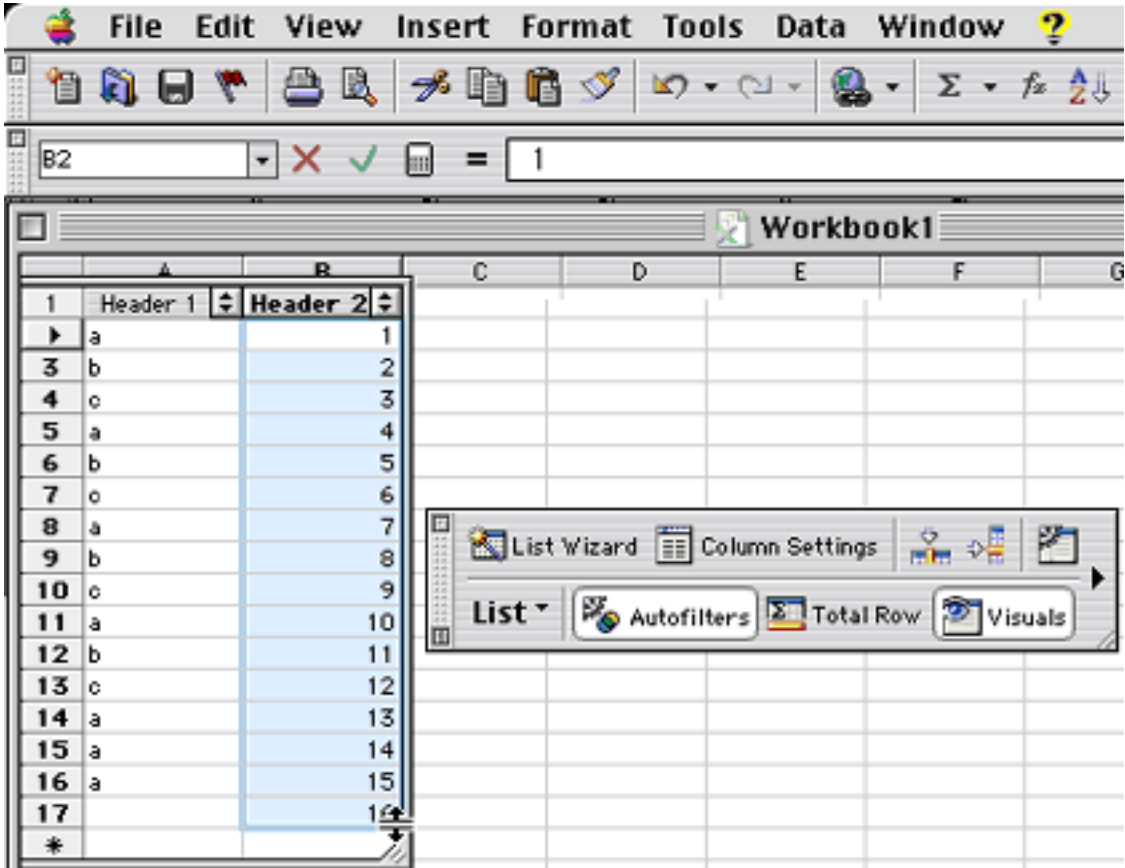 File Edit View Insert Format Tools Data Window ?
Σ fx A Z
B2 = 1
Workbook1
A B C D E F G
1 Header 1 Header 2
a 1
3 b 2
4 c 3
5 a 4
6 b 5
7 c 6
8 a 7
9 b 8
10 c 9
11 a 10
12 b 11
13 c 12
14 a 13
15 a 14
16 a 15
17
*
List Wizard Column Settings
List Autofilters Σ Total Row Visuals